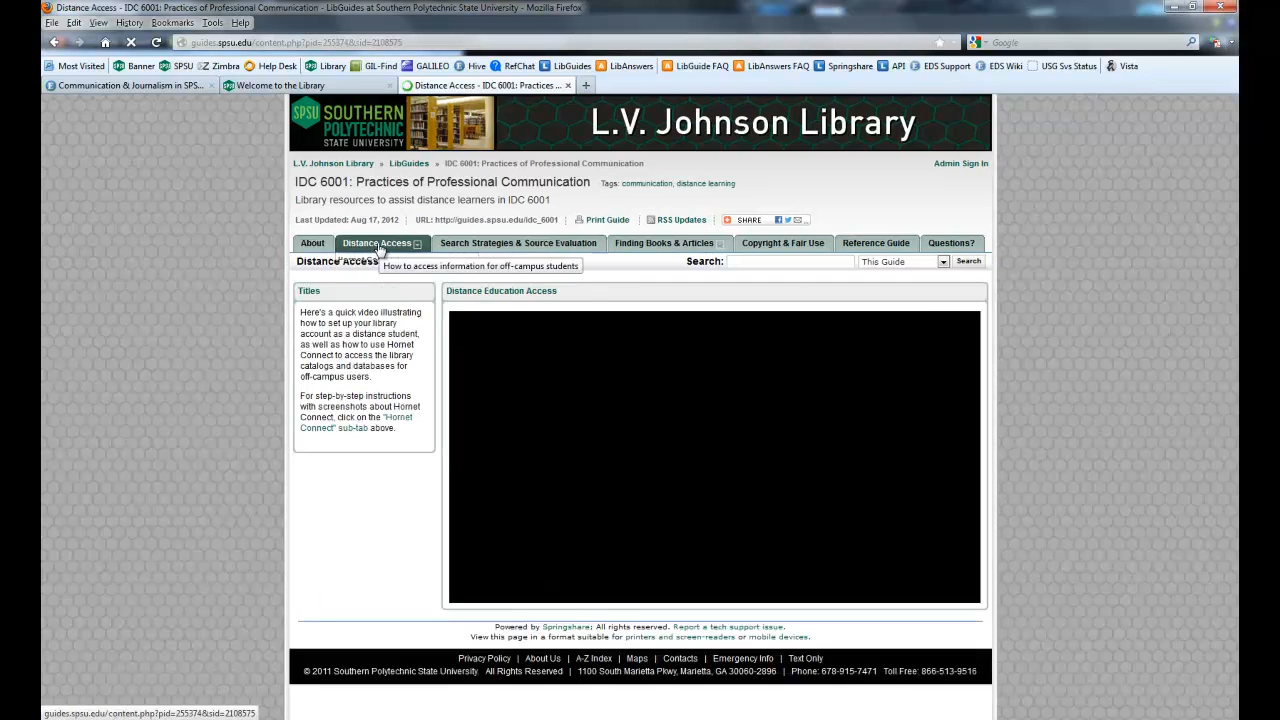 Distance Access - IDC 6001: Practices of Professional Communication - LibGuides at Southern Polytechnic State University - Mozilla Firefox
File Edit View History Bookmarks Tools Help
guides.spsu.edu/content.php?pid=255374&sid=2108575
Google
Most Visited Banner SPSU Zimbra Help Desk Library GIL-Find GALILEO Hive RefChat LibGuides LibAnswers LibGuide FAQ LibAnswers FAQ Springshare API EDS Support EDS Wiki USG Svs Status Vista
Communication & Journalism in SPS... Welcome to the Library Distance Access - IDC 6001: Practices ...
SPSU SOUTHERN POLYTECHNIC STATE UNIVERSITY
L.V. Johnson Library
L.V. Johnson Library » LibGuides » IDC 6001: Practices of Professional Communication
Admin Sign In
IDC 6001: Practices of Professional Communication Tags: communication, distance learning
Library resources to assist distance learners in IDC 6001
Last Updated: Aug 17, 2012 URL: http://guides.spsu.edu/idc_6001 Print Guide RSS Updates SHARE
About Distance Access Search Strategies & Source Evaluation Finding Books & Articles Copyright & Fair Use Reference Guide Questions?
Distance Access
How to access information for off-campus students
Search: This Guide Search
Titles
Here's a quick video illustrating
how to set up your library
account as a distance student,
as well as how to use Hornet
Connect to access the library
catalogs and databases for
off-campus users.
For step-by-step instructions
with screenshots about Hornet
Connect, click on the "Hornet
Connect" sub-tab above.
Distance Education Access
Powered by Springshare; All rights reserved. Report a tech support issue.
View this page in a format suitable for printers and screen-readers or mobile devices.
Privacy Policy | About Us | A-Z Index | Maps | Contacts | Emergency Info | Text Only
© 2011 Southern Polytechnic State University. All Rights Reserved | 1100 South Marietta Pkwy, Marietta, GA 30060-2896 | Phone: 678-915-7471 Toll Free: 866-513-9516
guides.spsu.edu/content.php?pid=255374&sid=2108575